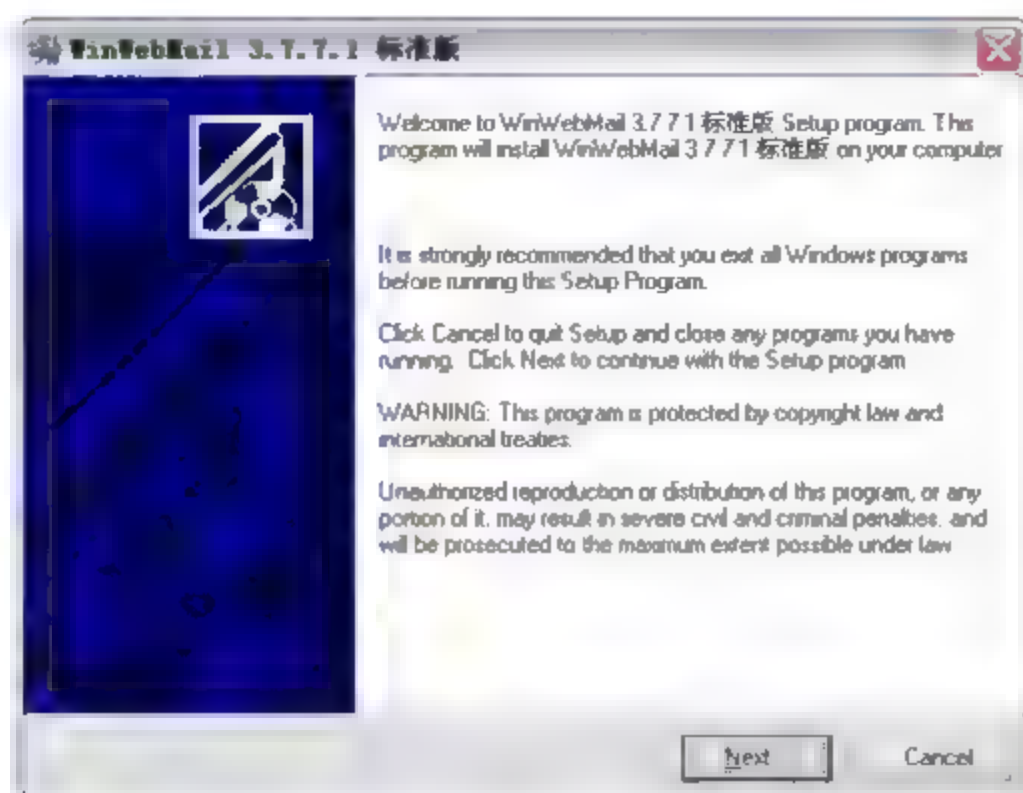 WinWebMail 3.7.7.1 标准版
Welcome to WinWebMail 3.7.7.1 标准版 Setup program. This
program will install WinWebMail 3.7.7.1 标准版 on your computer
It is strongly recommended that you exit all Windows programs
before running this Setup Program.
Click Cancel to quit Setup and close any programs you have
running. Click Next to continue with the Setup program
WARNING: This program is protected by copyright law and
international treaties.
Unauthorized reproduction or distribution of this program, or any
portion of it, may result in severe civil and criminal penalties, and
will be prosecuted to the maximum extent possible under law
Next
Cancel